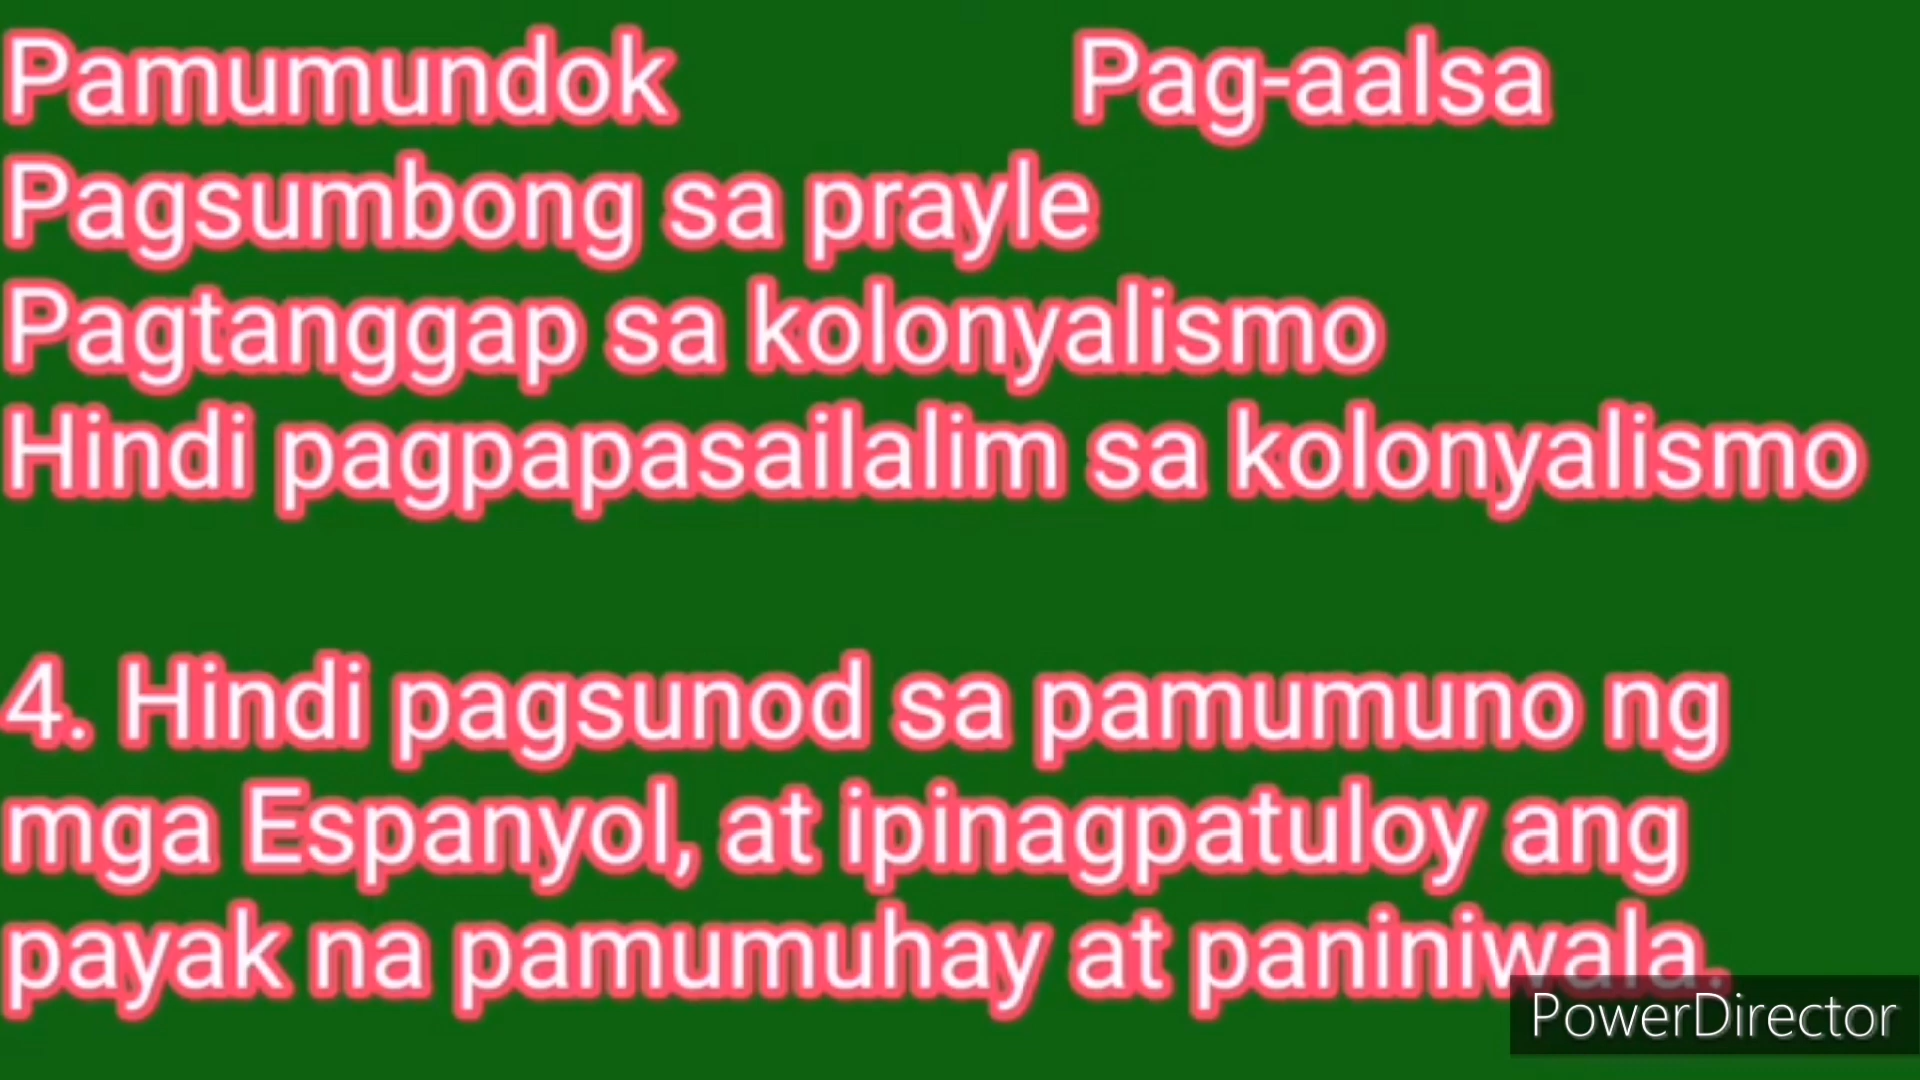 Pamumundok Pag-aalsa
Pagsumbong sa prayle
Pagtanggap sa kolonyalismo
Hindi pagpapasailalim sa kolonyalismo
4. Hindi pagsunod sa pamumuno ng
mga Espanyol, at ipinagpatuloy ang
payak na pamumuhay at paniniwala.
PowerDirector